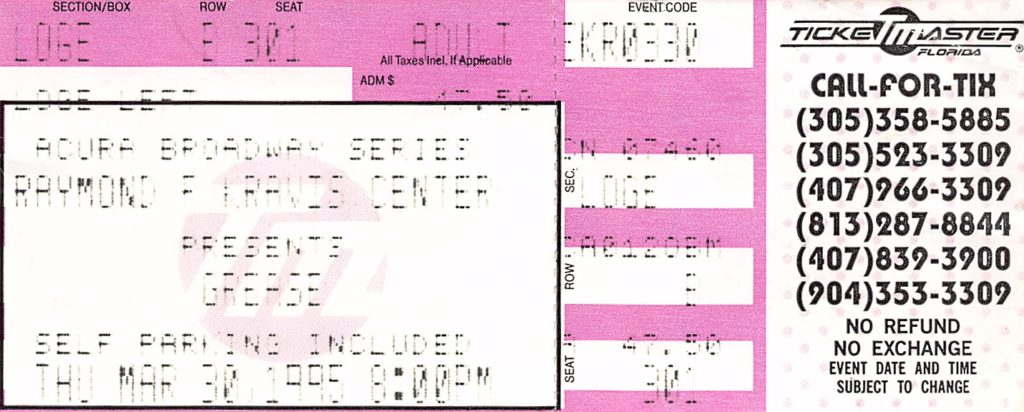 SECTION/BOX ROW SEAT
LOGE E 301 ADULT
All Taxes Incl. If Applicable
ADM $
LOGE LEFT 47.50
ACURA BROADWAY SERIES
RAYMOND F KRAVIS CENTER
PRESENTS
GREASE
SELF PARKING INCLUDED
THU MAR 30,1995 8:00PM
EVENT CODE
EKR0330
CN 07450
SEC.
LOGE
ROW
E
47.50
SEAT
301
TICKETMASTER®
FLORIDA
CALL-FOR-TIX
(305)358-5885
(305)523-3309
(407)966-3309
(813)287-8844
(407)839-3900
(904)353-3309
NO REFUND
NO EXCHANGE
EVENT DATE AND TIME
SUBJECT TO CHANGE